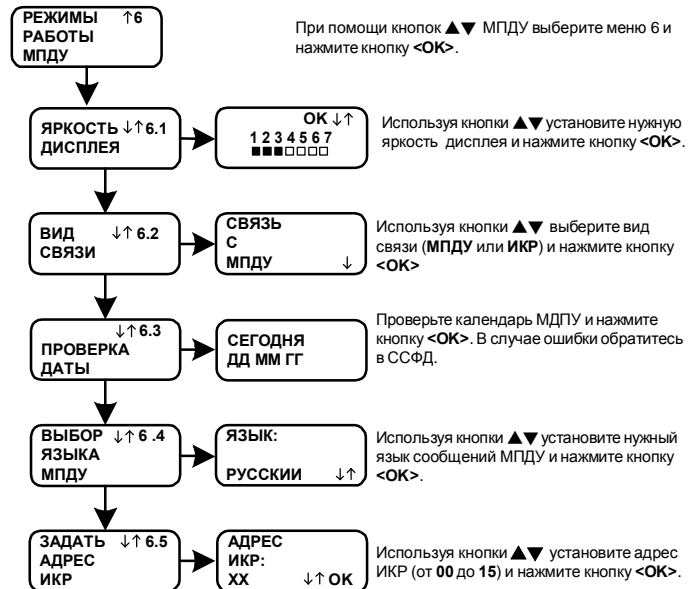 РЕЖИМЫ ↑6
РАБОТЫ
МПДУ
При помощи кнопок ▲▼ МПДУ выберите меню 6 и
нажмите кнопку <OK>.
ЯРКОСТЬ ↓↑6.1
ДИСПЛЕЯ
OK ↓↑
1 2 3 4 5 6 7
■■■□□□□
Используя кнопки ▲▼ установите нужную
яркость дисплея и нажмите кнопку <OK>.
ВИД ↓↑ 6.2
СВЯЗИ
СВЯЗЬ
С
МПДУ ↓
Используя кнопки ▲▼ выберите вид
связи (МПДУ или ИКР) и нажмите кнопку
<OK>
↓↑ 6.3
ПРОВЕРКА
ДАТЫ
СЕГОДНЯ
ДД ММ ГГ
Проверьте календарь МДПУ и нажмите
кнопку <OK>. В случае ошибки обратитесь
в ССФД.
ВЫБОР ↓↑ 6 .4
ЯЗЫКА
МПДУ
ЯЗЫК:
РУССКИИ ↓↑
Используя кнопки ▲▼ установите нужный
язык сообщений МПДУ и нажмите кнопку
<OK>.
ЗАДАТЬ ↓↑ 6.5
АДРЕС
ИКР
АДРЕС
ИКР:
XX ↓↑ OK
Используя кнопки ▲▼ установите адрес
ИКР (от 00 до 15) и нажмите кнопку <OK>.